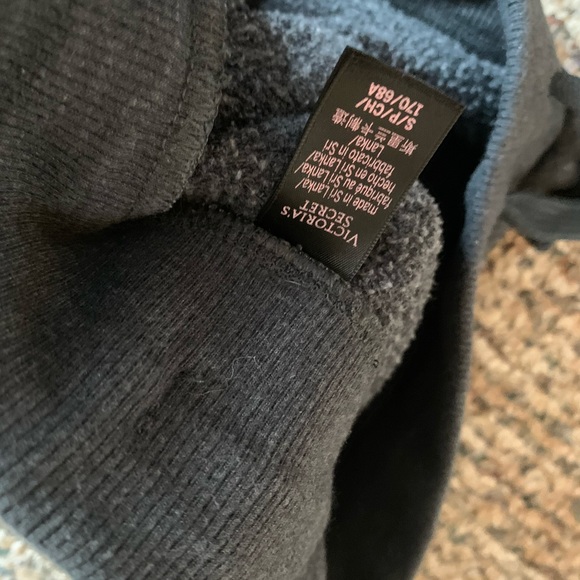 VICTORIA'S
SECRET
made in Sri Lanka/
fabriqué au Sri Lanka/
hecho en Sri Lanka/
fabbricato in Sri
Lanka/
斯里兰卡制造
S/P/CH/
170/68A